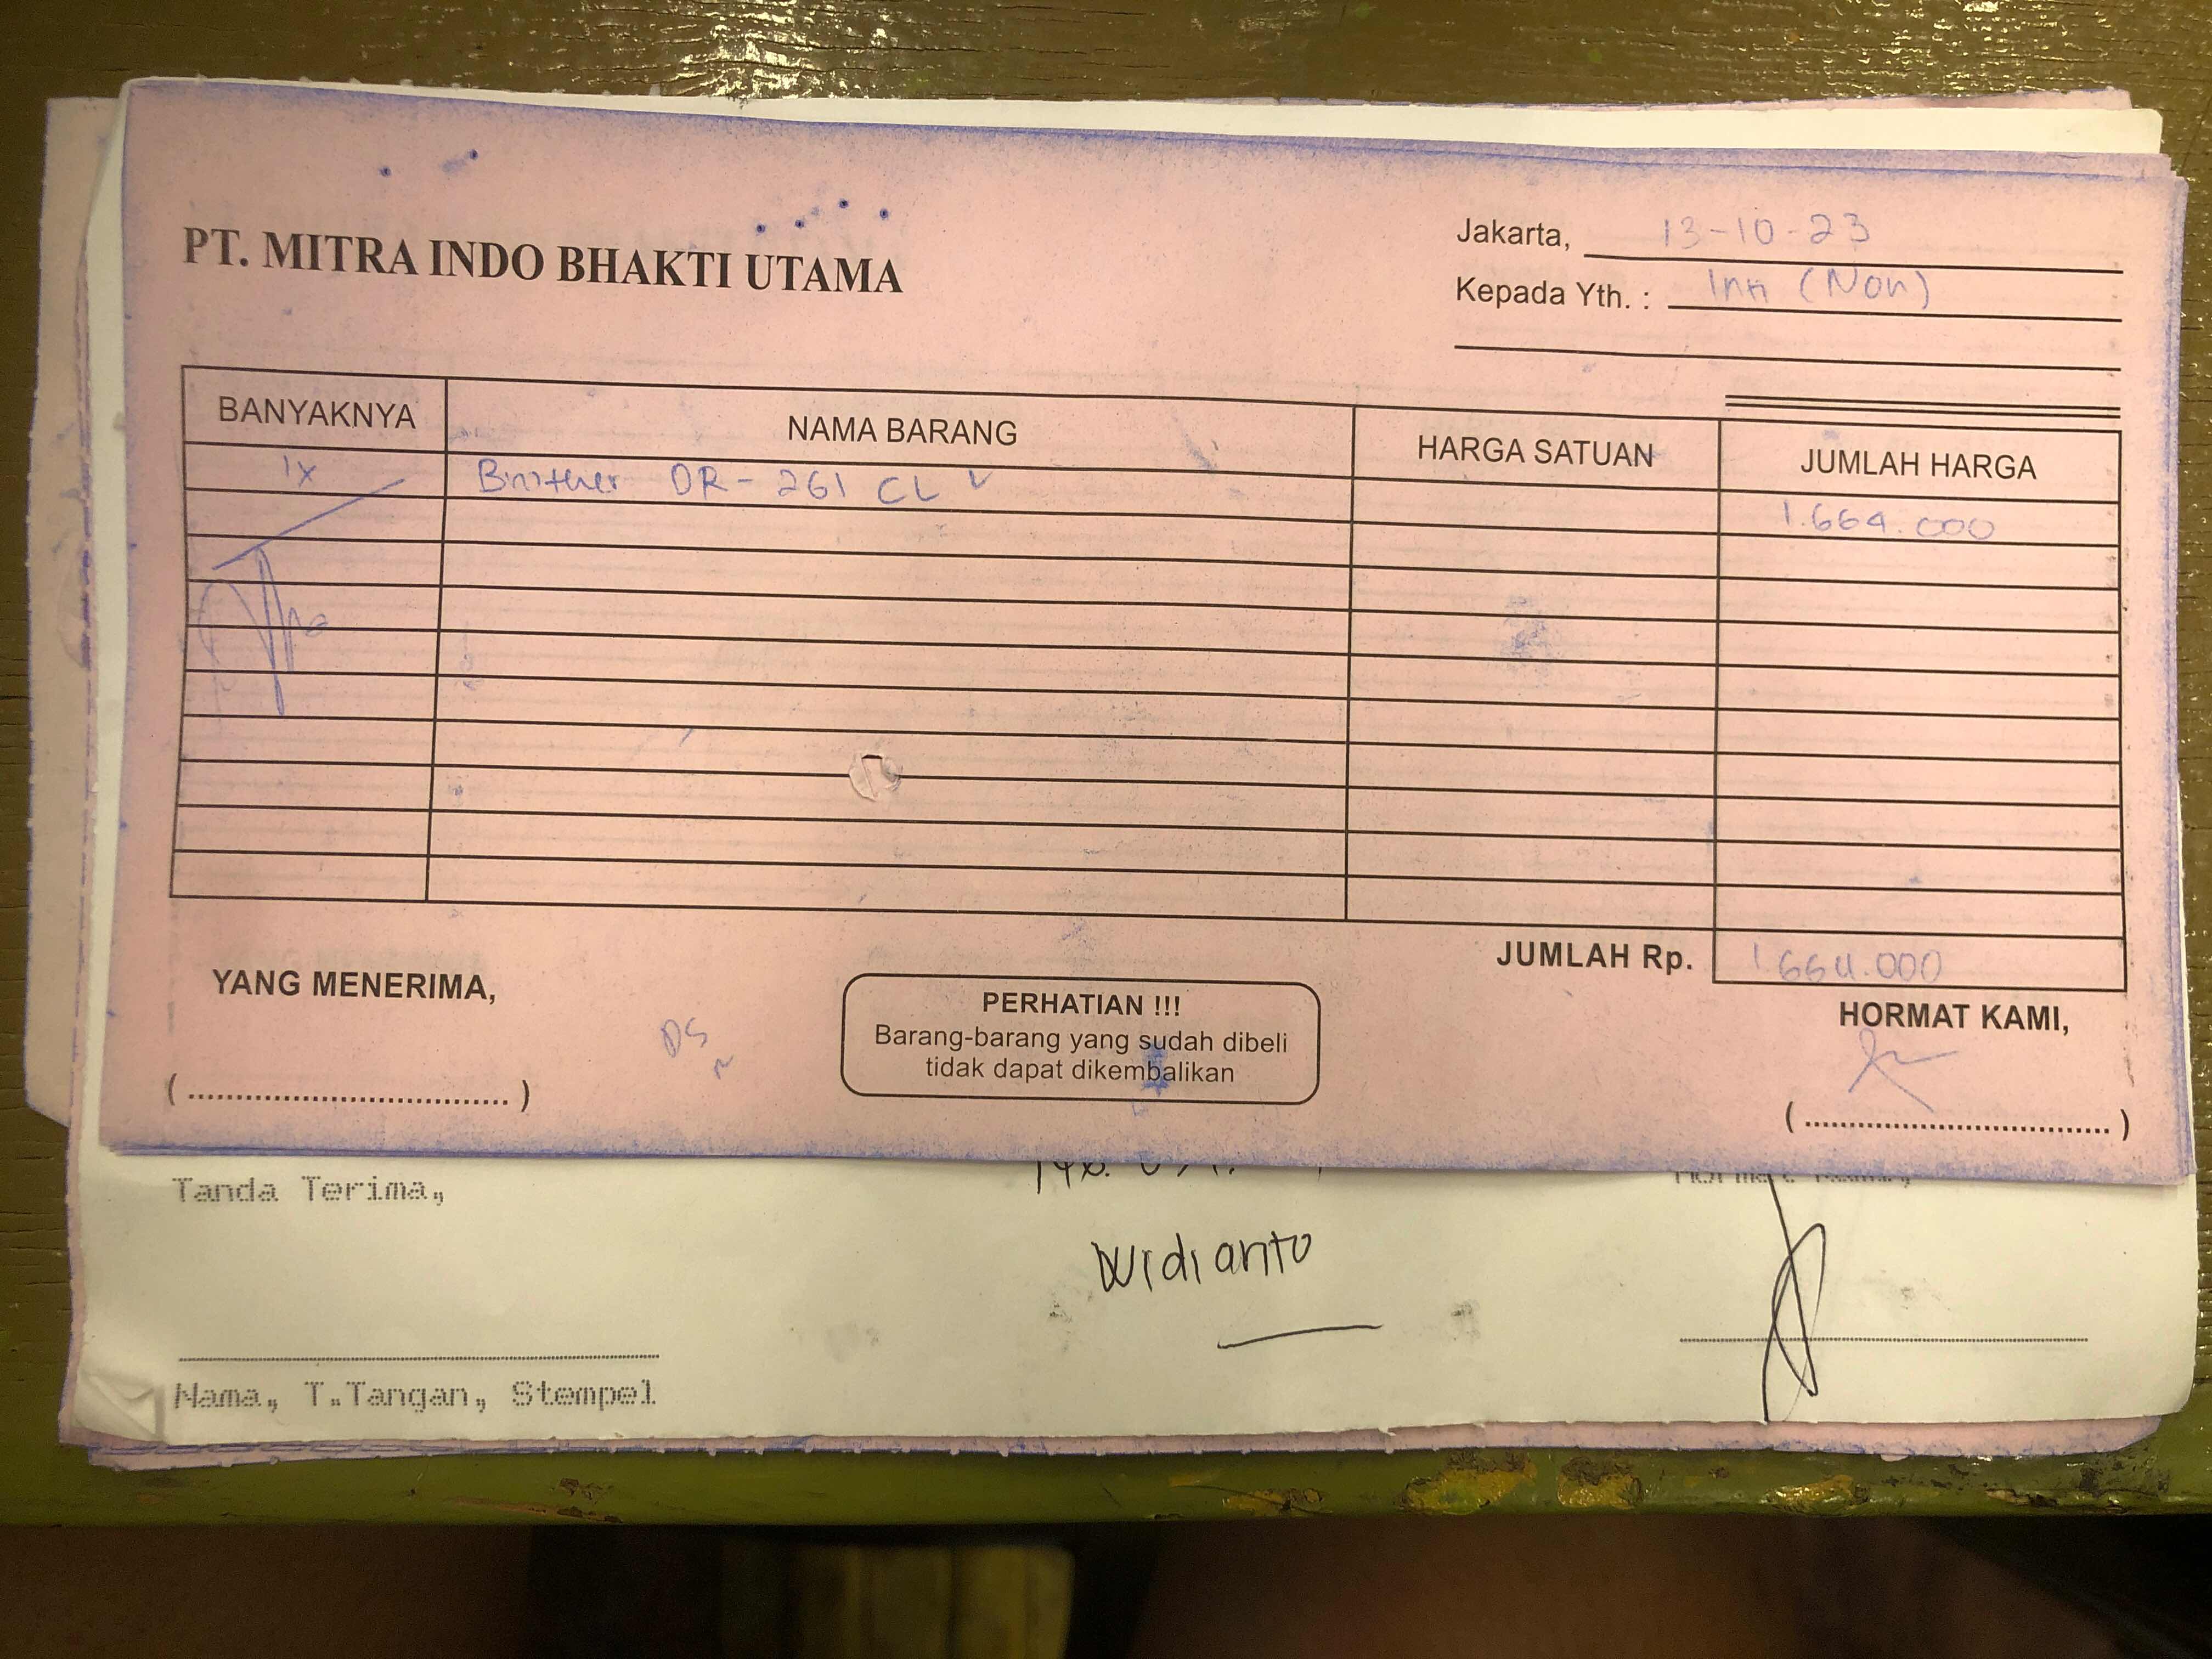 PT. MITRA INDO BHAKTI UTAMA
Jakarta, 13-10-23
Kepada Yth. : (Non)
BANYAKNYA NAMA BARANG HARGA SATUAN JUMLAH HARGA
1x Brother DR-261 CL 1.664.000
JUMLAH Rp. 1.664.000
YANG MENERIMA,
HORMAT KAMI,
PERHATIAN !!!
Barang-barang yang sudah dibeli
tidak dapat dikembalikan
DS
(..................................)
(................................)
Tanda Terima,
Widianto
Nama, T.Tangan, Stempel